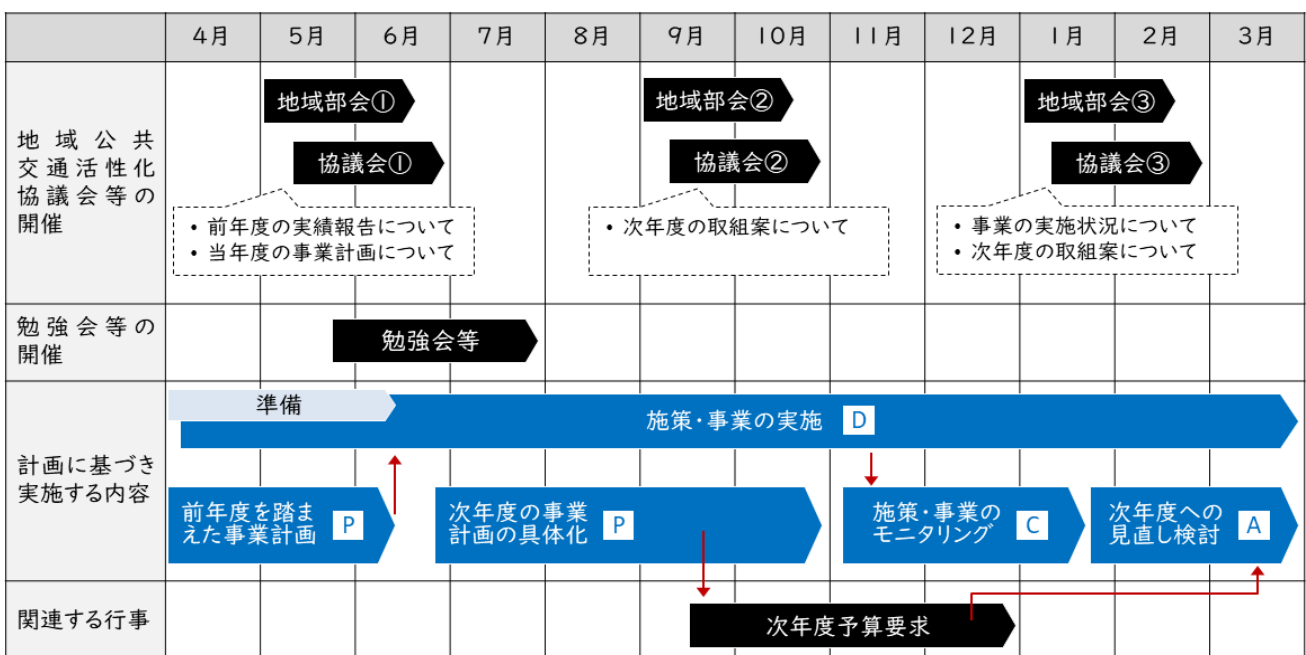 4月 5月 6月 7月 8月 9月 10月 11月 12月 1月 2月 3月
地域公共
交通活性化
協議会等の
開催
地域部会①
協議会①
・前年度の実績報告について
・当年度の事業計画について
地域部会②
協議会②
・次年度の取組案について
地域部会③
協議会③
・事業の実施状況について
・次年度の取組案について
勉強会等の
開催
勉強会等
計画に基づき
実施する内容
準備
施策・事業の実施 D
前年度を踏ま
えた事業計画 P
次年度の事業
計画の具体化 P
施策・事業の
モニタリング C
次年度への
見直し検討 A
関連する行事
次年度予算要求